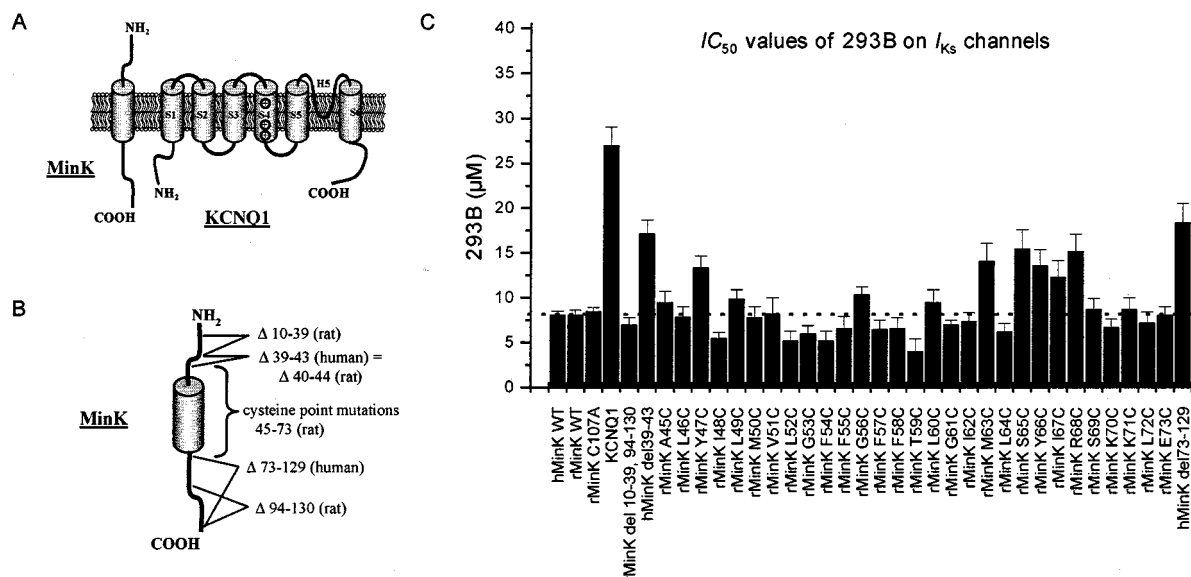 A
NH₂
H5
S1
S2
S3
S4
S5
S6
MinK
NH₂
COOH
COOH
KCNQ1
B
NH₂
Δ 10-39 (rat)
Δ 39-43 (human) =
Δ 40-44 (rat)
MinK
cysteine point mutations
45-73 (rat)
Δ 73-129 (human)
Δ 94-130 (rat)
COOH
C
IC₅₀ values of 293B on I_Ks channels
293B (µM)
40
35
30
25
20
15
10
5
0
hMinK WT
rMinK WT
rMinK C107A
KCNQ1
rMinK del 10-39, 94-130
hMinK del39-43
rMinK A45C
rMinK L46C
rMinK Y47C
rMinK I48C
rMinK L49C
rMinK M50C
rMinK V51C
rMinK L52C
rMinK G53C
rMinK F54C
rMinK F55C
rMinK G56C
rMinK F57C
rMinK F58C
rMinK T59C
rMinK L60C
rMinK G61C
rMinK I62C
rMinK M63C
rMinK L64C
rMinK S65C
rMinK Y66C
rMinK I67C
rMinK R68C
rMinK S69C
rMinK K70C
rMinK K71C
rMinK L72C
rMinK E73C
hMinK del73-129